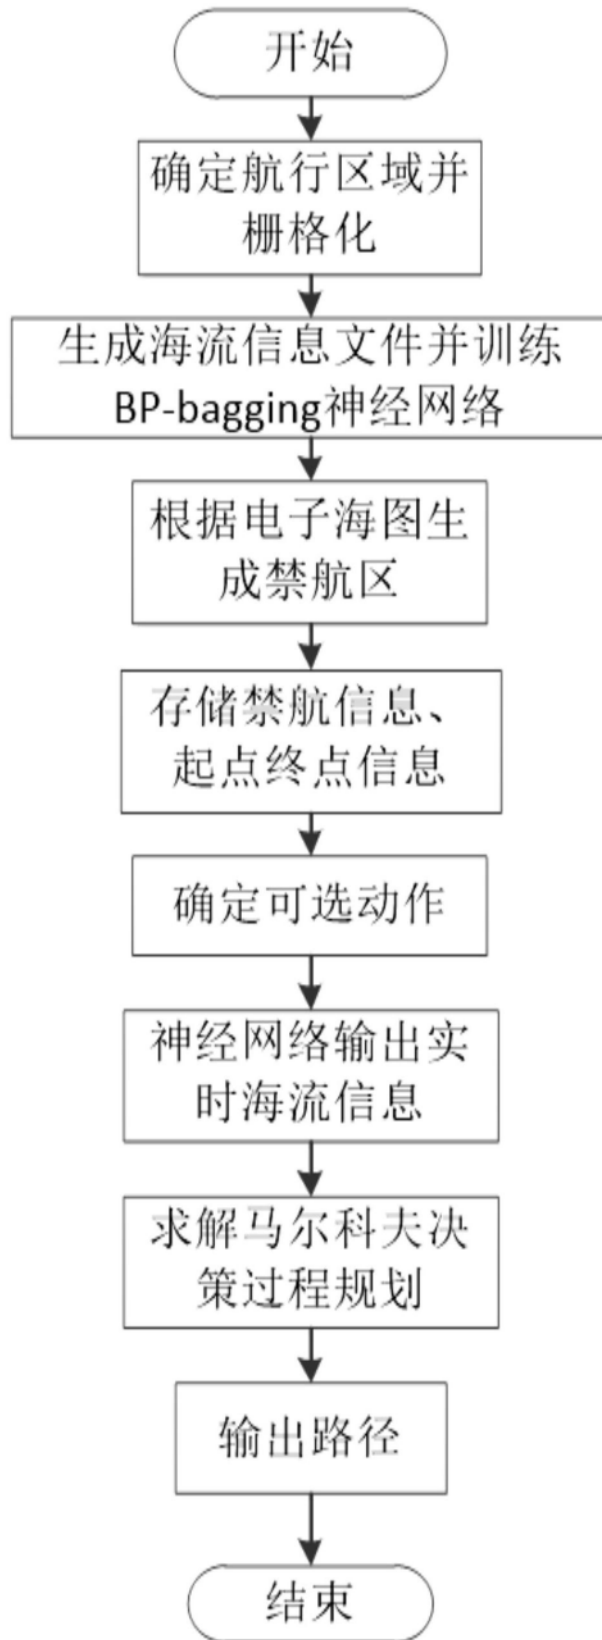 开始
确定航行区域并
栅格化
生成海流信息文件并训练
BP-bagging神经网络
根据电子海图生
成禁航区
存储禁航信息、
起点终点信息
确定可选动作
神经网络输出实
时海流信息
求解马尔科夫决
策过程规划
输出路径
结束